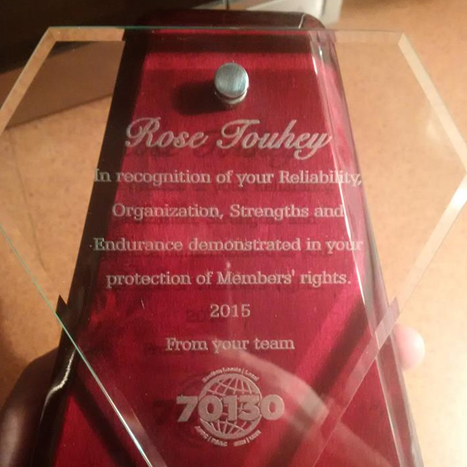 Rose Touhey
In recognition of your Reliability,
Organization, Strengths and
Endurance demonstrated in your
protection of Members' rights.
2015
From your team
70130